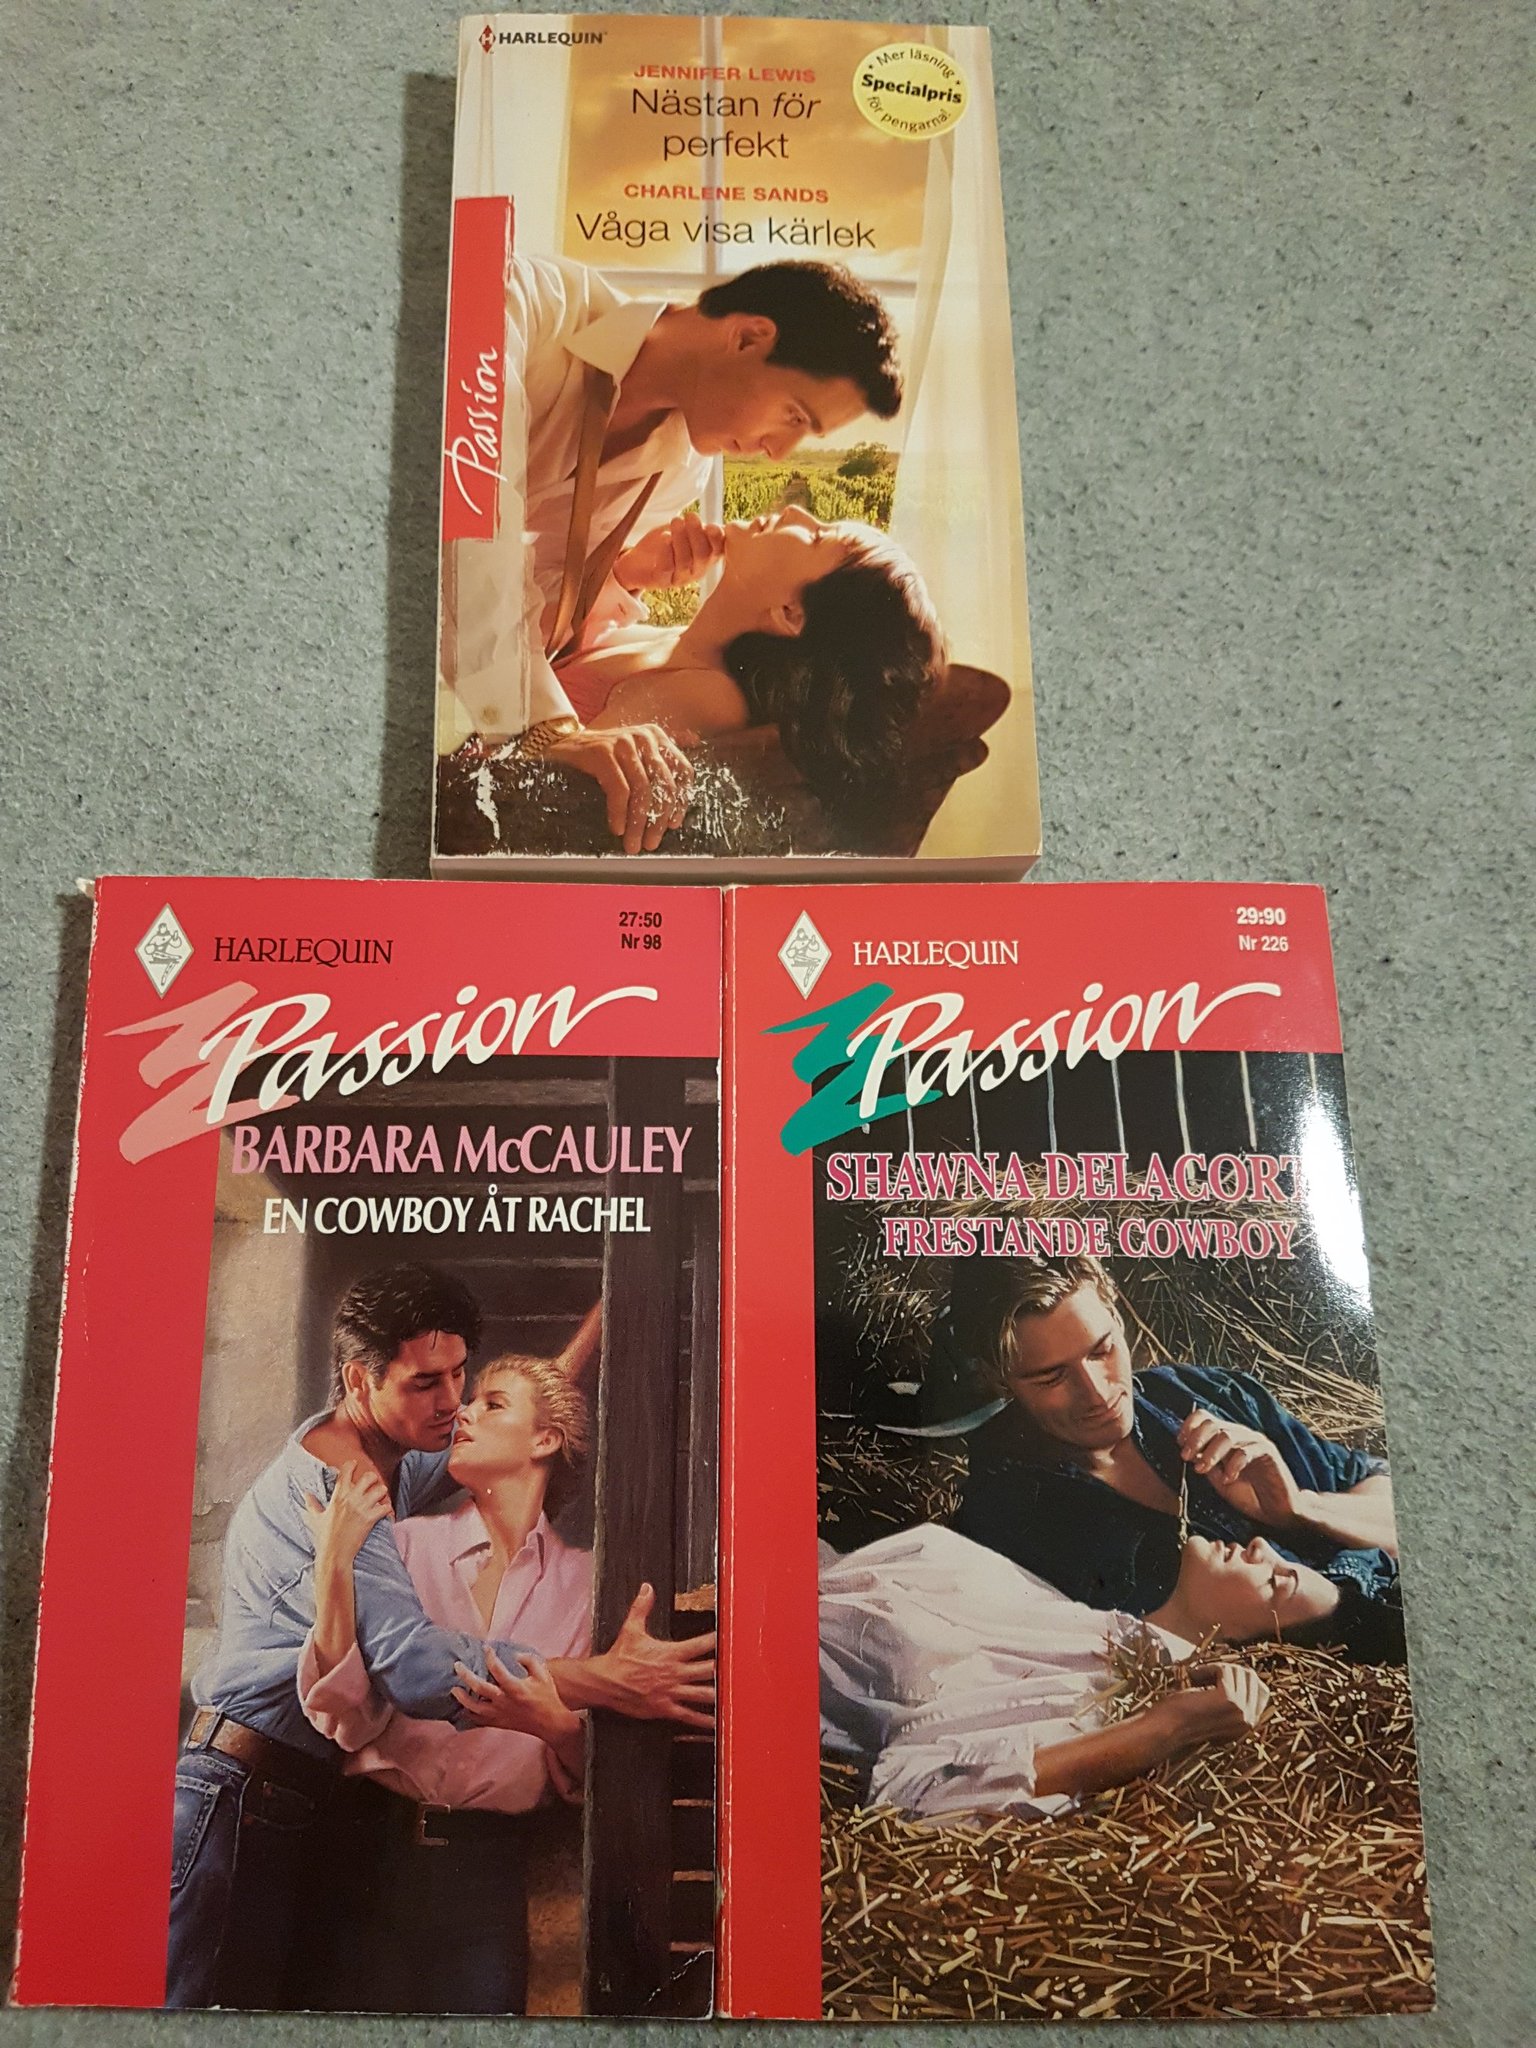 HARLEQUIN
JENNIFER LEWIS
Nästan för
perfekt
CHARLENE SANDS
Våga visa kärlek
Mer läsning
Specialpris
för pengarna!
Passion
HARLEQUIN
27:50
Nr 98
Passion
BARBARA McCAULEY
EN COWBOY ÅT RACHEL
HARLEQUIN
29:90
Nr 226
Passion
SHAWNA DELACORT
FRESTANDE COWBOY